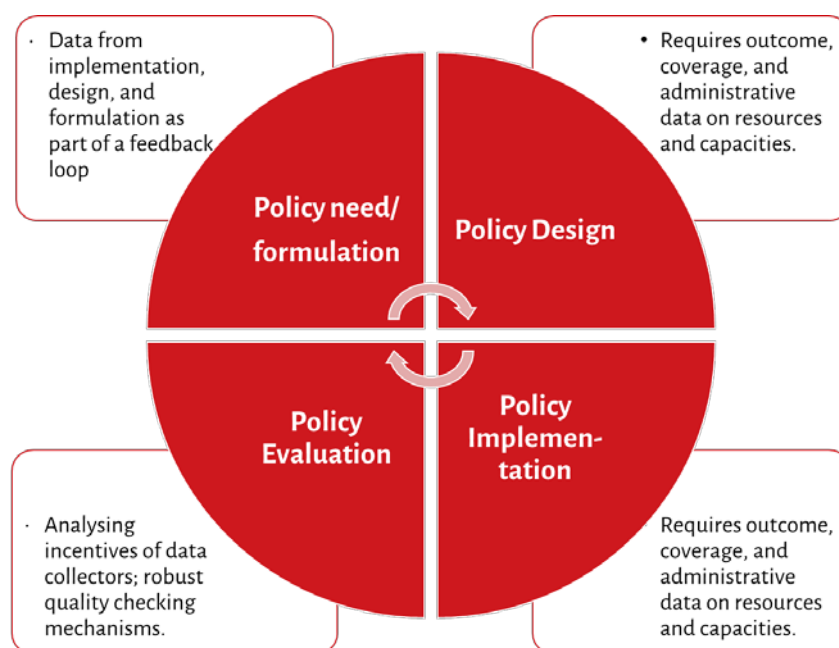 · Data from
implementation,
design, and
formulation as
part of a feedback
loop
• Requires outcome,
coverage, and
administrative
data on resources
and capacities.
Policy need/
formulation
Policy Design
Policy
Evaluation
Policy
Implemen-
tation
· Analysing
incentives of data
collectors; robust
quality checking
mechanisms.
Requires outcome,
coverage, and
administrative
data on resources
and capacities.